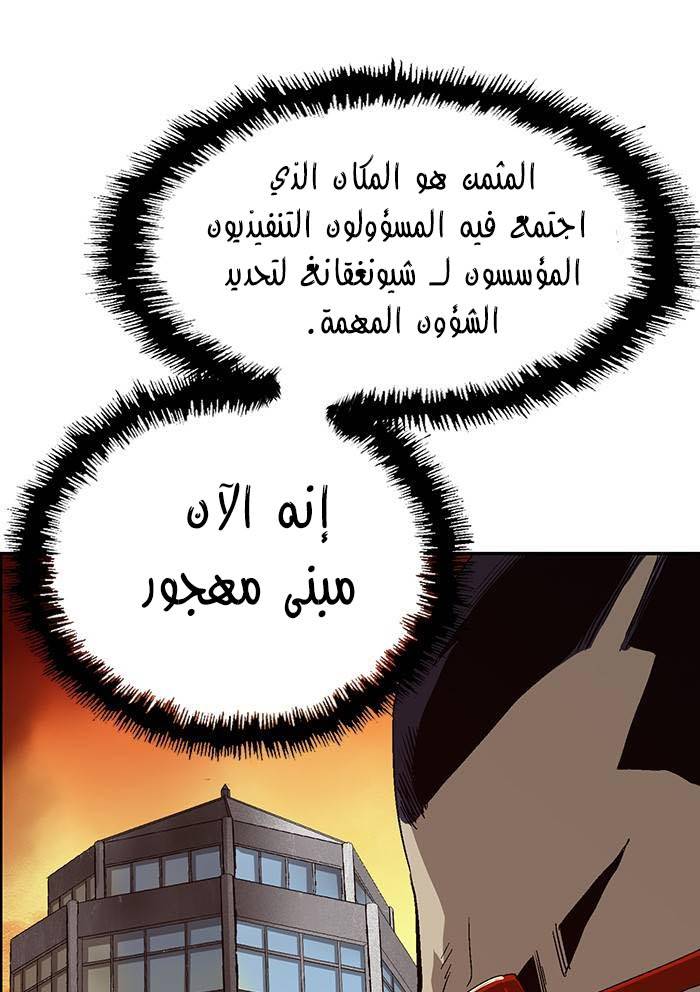 المثمن هو المكان الذي
اجتمع فيه المسؤولون التنفيذيون
المؤسسون لـ شيونغقانغ لتحديد
الشؤون المهمة.
إنه الآن
مبنى مهجور